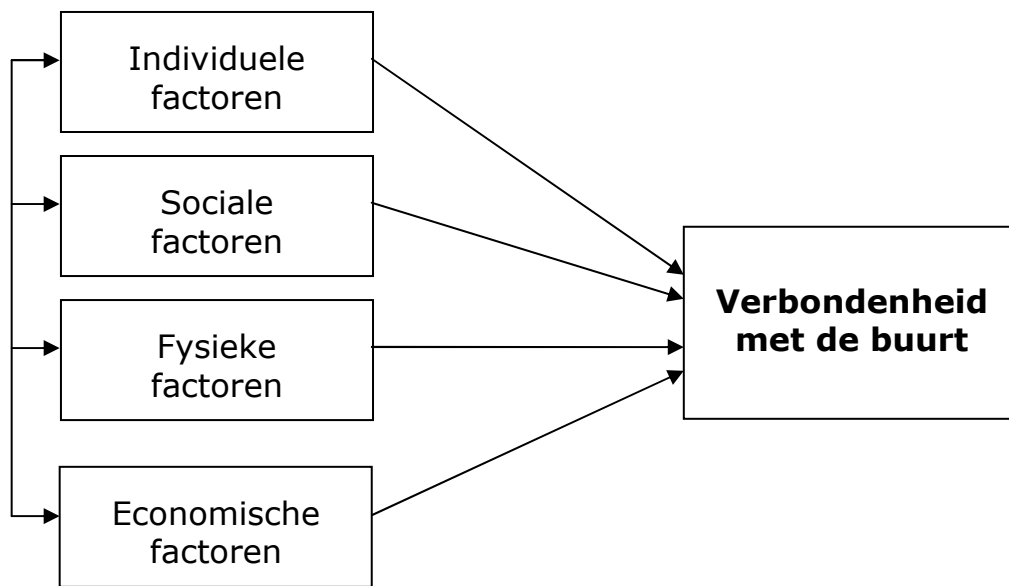 Individuele
factoren
Sociale
factoren
Fysieke
factoren
Economische
factoren
Verbondenheid
met de buurt